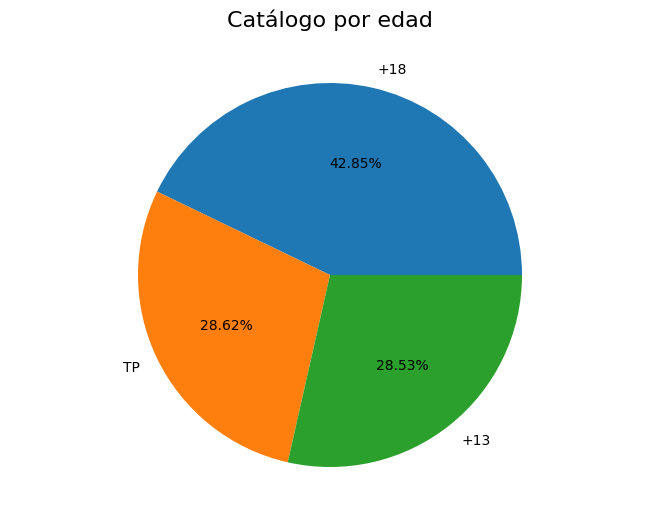 Catálogo por edad
+18
42.85%
28.62%
TP
28.53%
+13